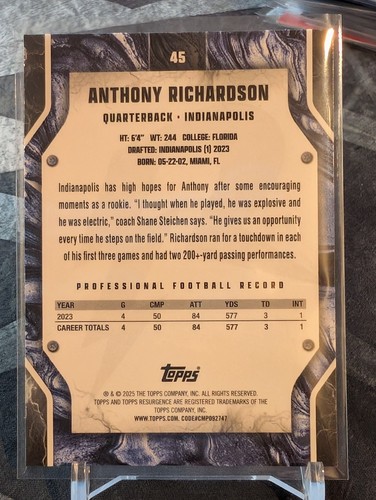 45
ANTHONY RICHARDSON
QUARTERBACK • INDIANAPOLIS
HT: 6'4" WT: 244 COLLEGE: FLORIDA
DRAFTED: INDIANAPOLIS [1] 2023
BORN: 05-22-02, MIAMI, FL
Indianapolis has high hopes for Anthony after some encouraging
moments as a rookie. "I thought when he played, he was explosive and
he was electric," coach Shane Steichen says. "He gives us an opportunity
every time he steps on the field." Richardson ran for a touchdown in each
of his first three games and had two 200+-yard passing performances.
PROFESSIONAL FOOTBALL RECORD
YEAR G CMP ATT YDS TD INT
2023 4 50 84 577 3 1
CAREER TOTALS 4 50 84 577 3 1
TOPPS
® & © 2025 THE TOPPS COMPANY, INC. ALL RIGHTS RESERVED.
TOPPS AND TOPPS RESURGENCE ARE REGISTERED TRADEMARKS OF THE
TOPPS COMPANY, INC.
WWW.TOPPS.COM. CODE#CMP092747